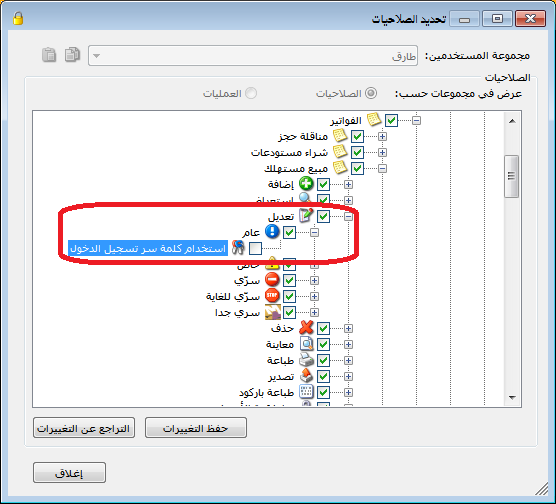 تحديد الصلاحيات
مجموعة المستخدمين:
طارق
الصلاحيات
عرض في مجموعات حسب:
الصلاحيات
العمليات
الفواتير
مناقلة حجز
شراء مستودعات
مبيع مستهلك
إضافة
استعراض
تعديل
عام
استخدام كلمة سر تسجيل الدخول
خاص
سرّي
سرّي للغاية
سري جدا
حذف
معاينة
طباعة
تصدير
طباعة باركود
حفظ التغييرات
التراجع عن التغييرات
إغلاق